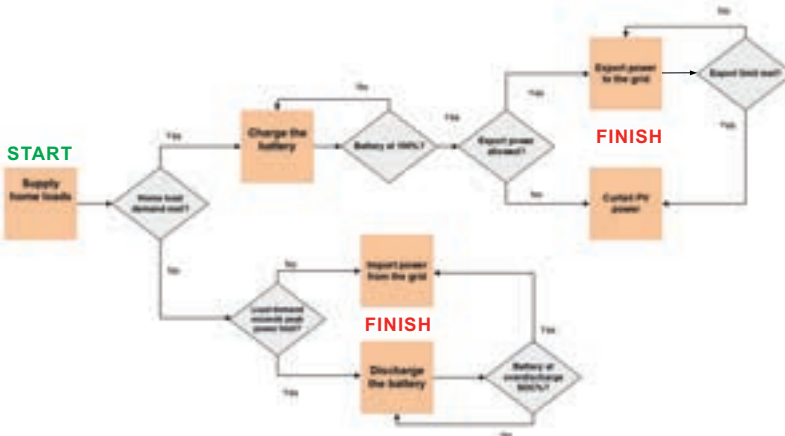 No
Export power
to the grid
Export limit met?
Yes
No
Yes
Yes
Yes
START
Charge the
battery
Battery at 100%?
Export power
allowed?
FINISH
Supply
home loads
Home load
demand met?
No
Curtail PV
power
No
No
Import power
from the grid
Load demand
exceeds peak
power limit?
FINISH
Yes
Discharge
the battery
Battery at
overdischarge
Yes
No